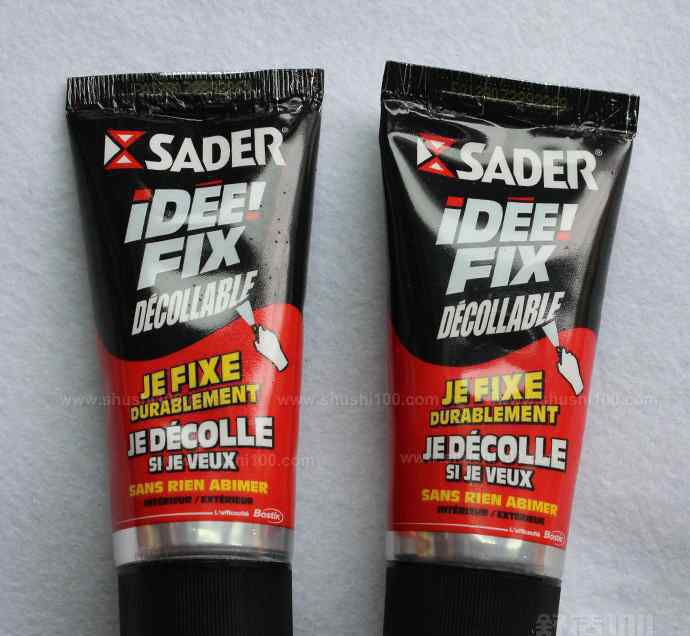 SADER®
iDÉE!
FIX
DÉCOLLABLE
JE FIXE
DURABLEMENT
JE DÉCOLLE
SI JE VEUX
SANS RIEN ABIMER
INTÉRIEUR / EXTÉRIEUR
L'efficacité Bostik
SADER®
iDÉE!
FIX
DÉCOLLABLE
JE FIXE
DURABLEMENT
JE DÉCOLLE
SI JE VEUX
SANS RIEN ABIMER
INTÉRIEUR / EXTÉRIEUR
L'efficacité Bostik
www.shushi100.com